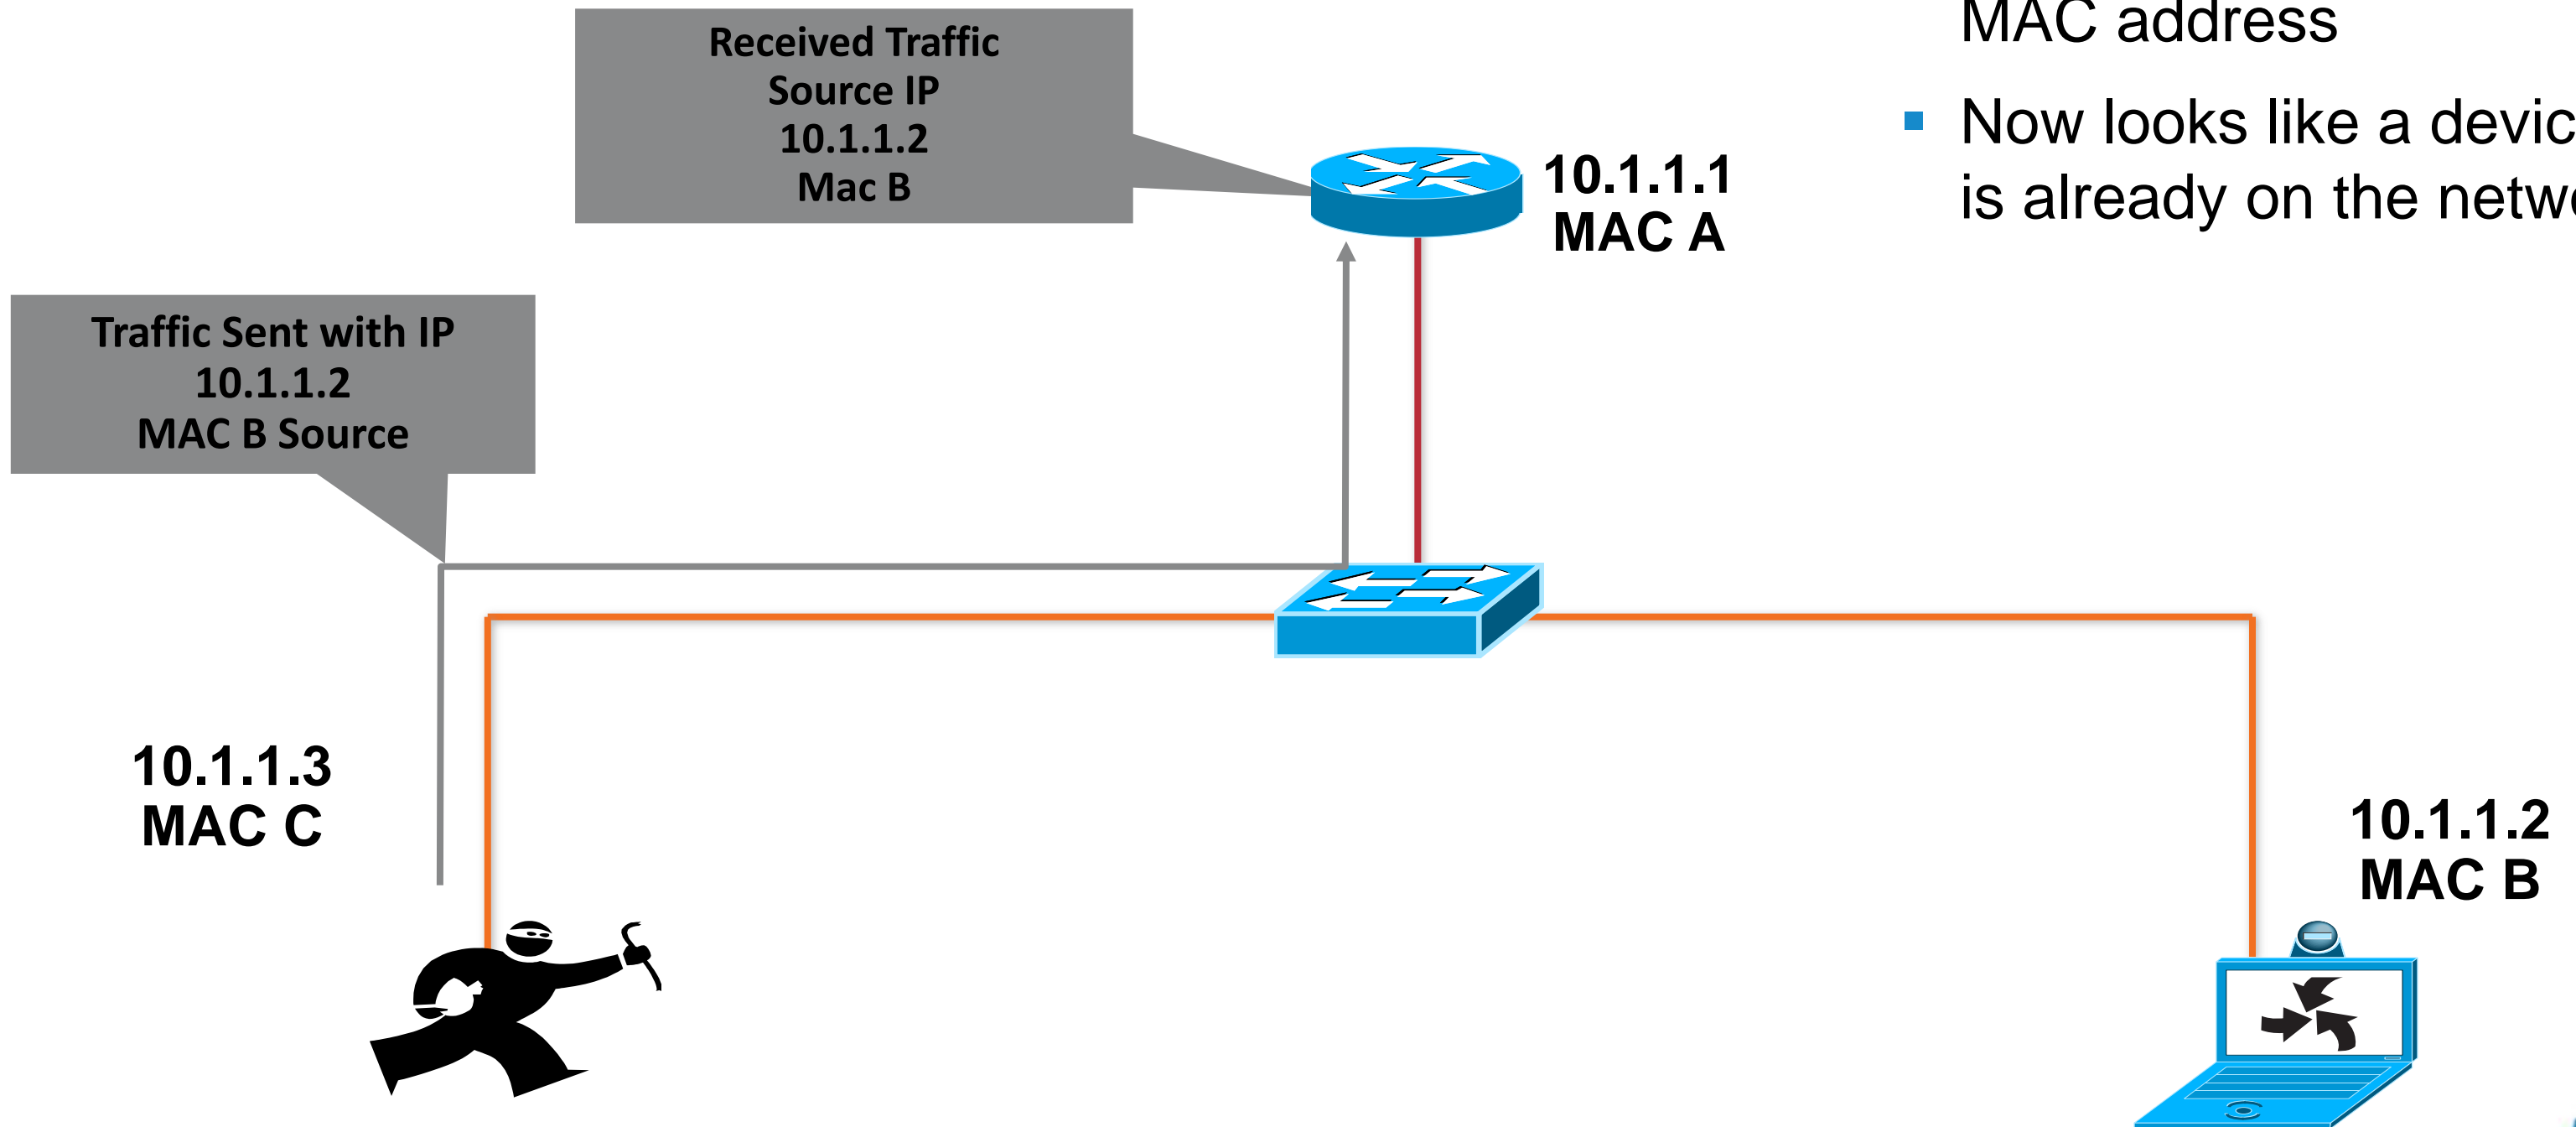 MAC address
Now looks like a devic
is already on the netw
Received Traffic
Source IP
10.1.1.2
Mac B
10.1.1.1
MAC A
Traffic Sent with IP
10.1.1.2
MAC B Source
10.1.1.3
MAC C
10.1.1.2
MAC B